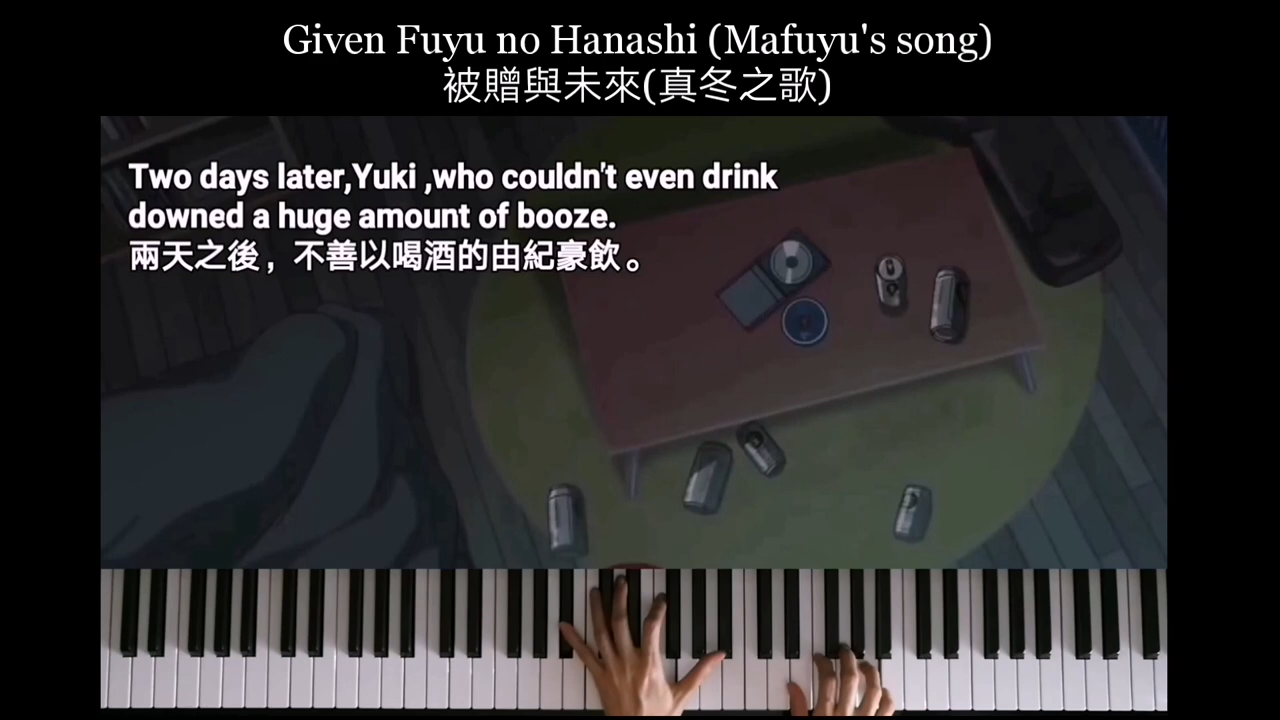 Given Fuyu no Hanashi (Mafuyu's song)
被贈與未來(真冬之歌)
Two days later,Yuki ,who couldn't even drink
downed a huge amount of booze.
兩天之後，不善以喝酒的由紀豪飲。